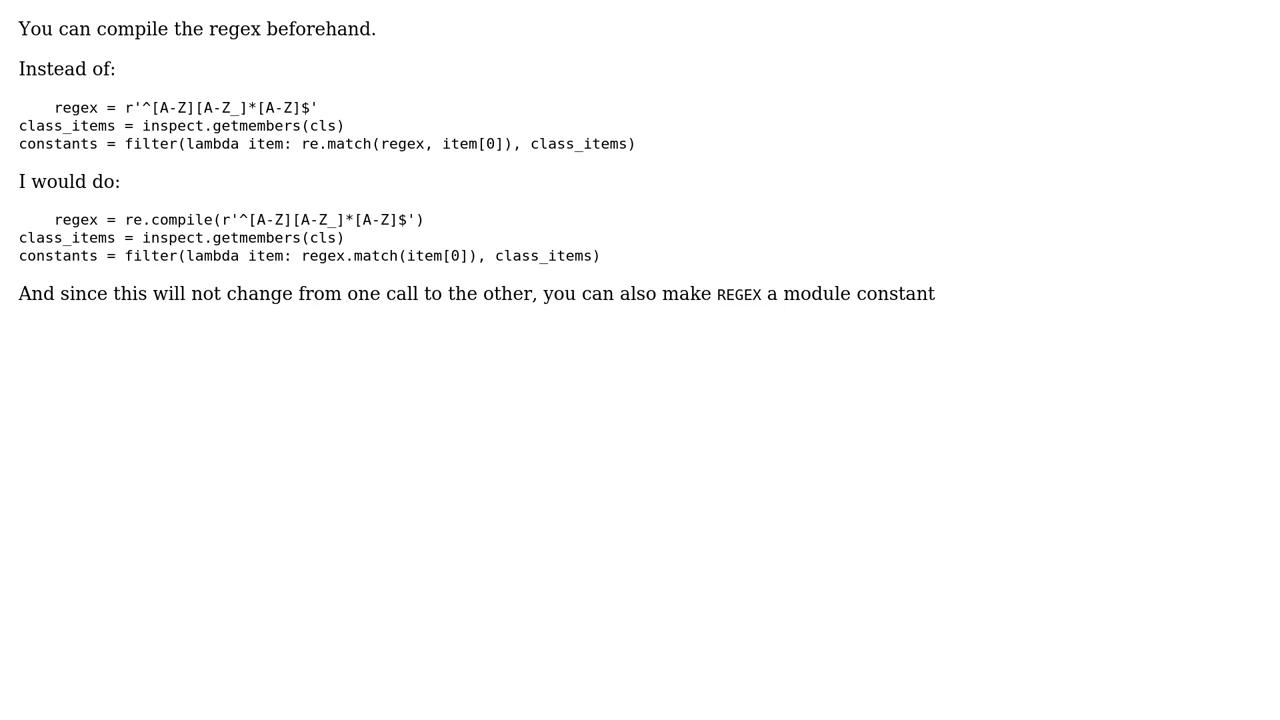 You can compile the regex beforehand.
Instead of:
    regex = r'^[A-Z][A-Z_]*[A-Z]$'
class_items = inspect.getmembers(cls)
constants = filter(lambda item: re.match(regex, item[0]), class_items)
I would do:
    regex = re.compile(r'^[A-Z][A-Z_]*[A-Z]$')
class_items = inspect.getmembers(cls)
constants = filter(lambda item: regex.match(item[0]), class_items)
And since this will not change from one call to the other, you can also make REGEX a module constant